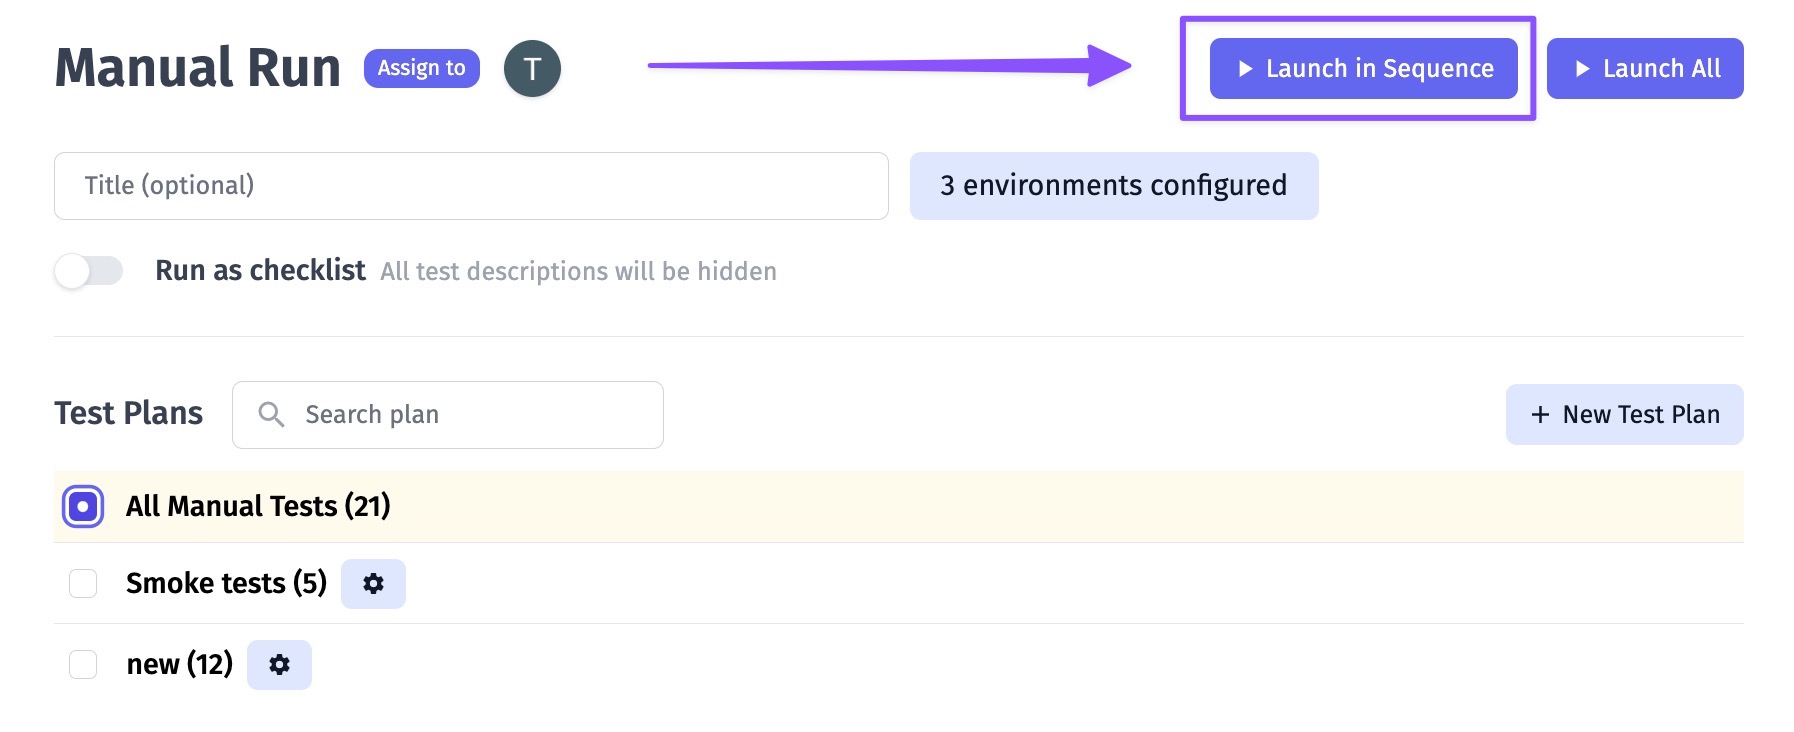 Manual Run Assign to T Launch in Sequence Launch All
Title (optional) 3 environments configured
Run as checklist All test descriptions will be hidden
Test Plans Search plan + New Test Plan
All Manual Tests (21)
Smoke tests (5)
new (12)